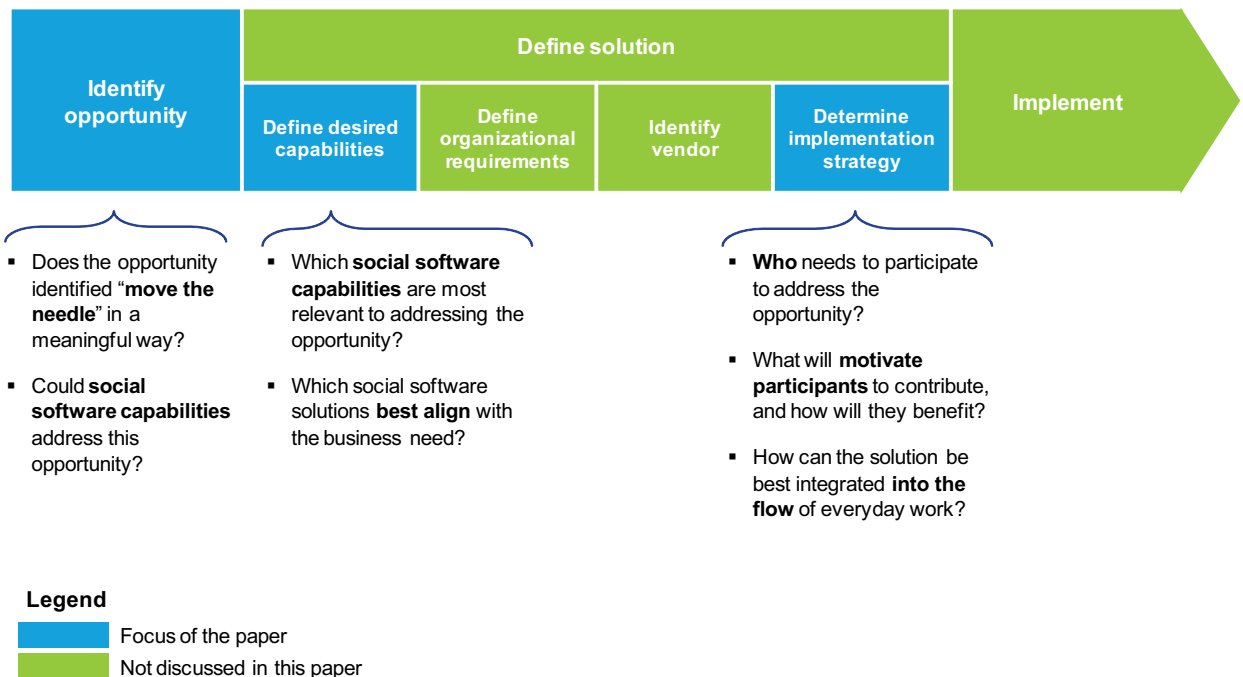 Identify
opportunity
Define solution
Define desired
capabilities
Define
organizational
requirements
Identify
vendor
Determine
implementation
strategy
Implement
▪ Does the opportunity
identified “move the
needle” in a
meaningful way?
▪ Could social
software capabilities
address this
opportunity?
▪ Which social software
capabilities are most
relevant to addressing the
opportunity?
▪ Which social software
solutions best align with
the business need?
▪ Who needs to participate
to address the
opportunity?
▪ What will motivate
participants to contribute,
and how will they benefit?
▪ How can the solution be
best integrated into the
flow of everyday work?
Legend
Focus of the paper
Not discussed in this paper